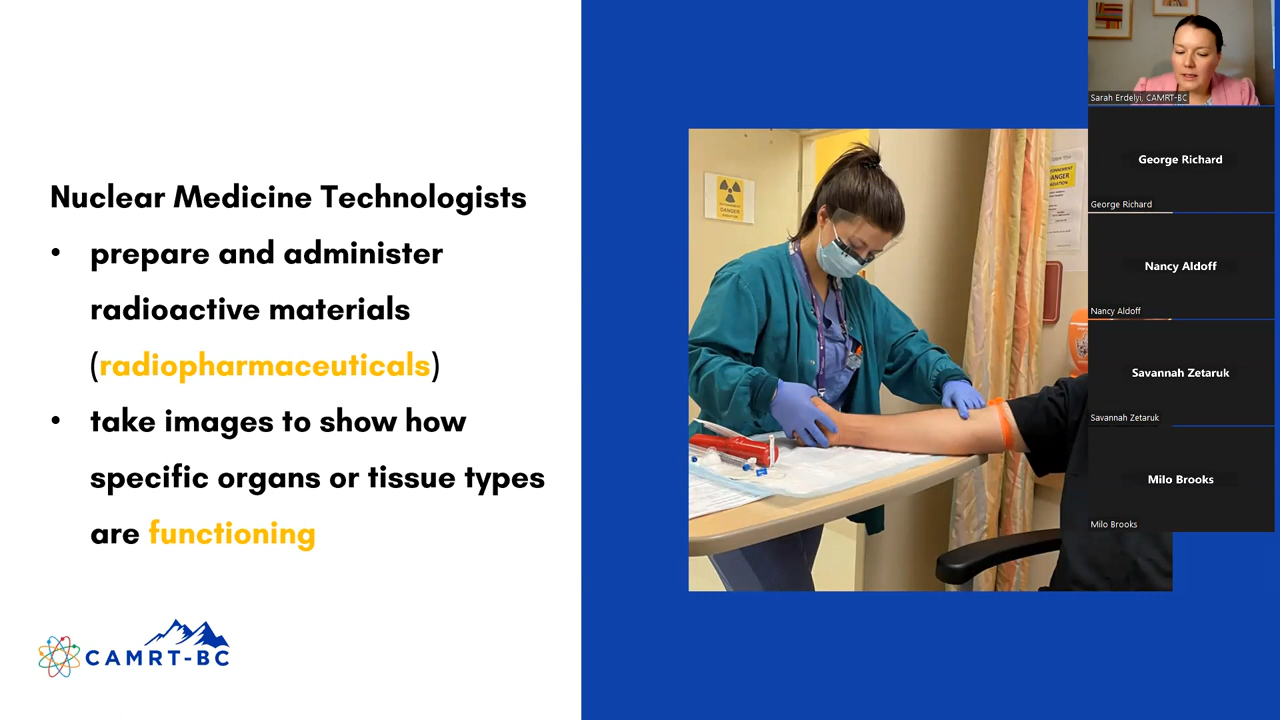 Nuclear Medicine Technologists
• prepare and administer
radioactive materials
(radiopharmaceuticals)
• take images to show how
specific organs or tissue types
are functioning
CAMRT-BC
DANGER
DANGER
Sarah Erdelyi, CAMRT-BC
George Richard
George Richard
Nancy Aldoff
Nancy Aldoff
Savannah Zetaruk
Savannah Zetaruk
Milo Brooks
Milo Brooks